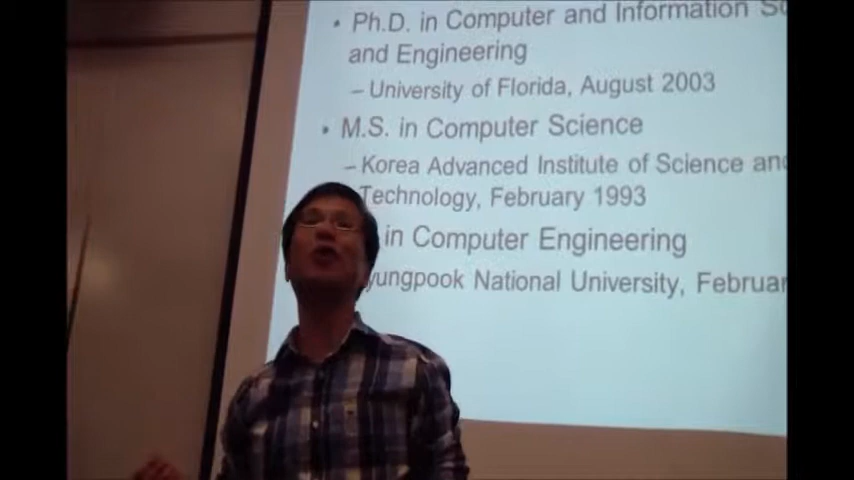 • Ph.D. in Computer and Information
and Engineering
– University of Florida, August 2003
• M.S. in Computer Science
– Korea Advanced Institute of Science and
Technology, February 1993
in Computer Engineering
National University,